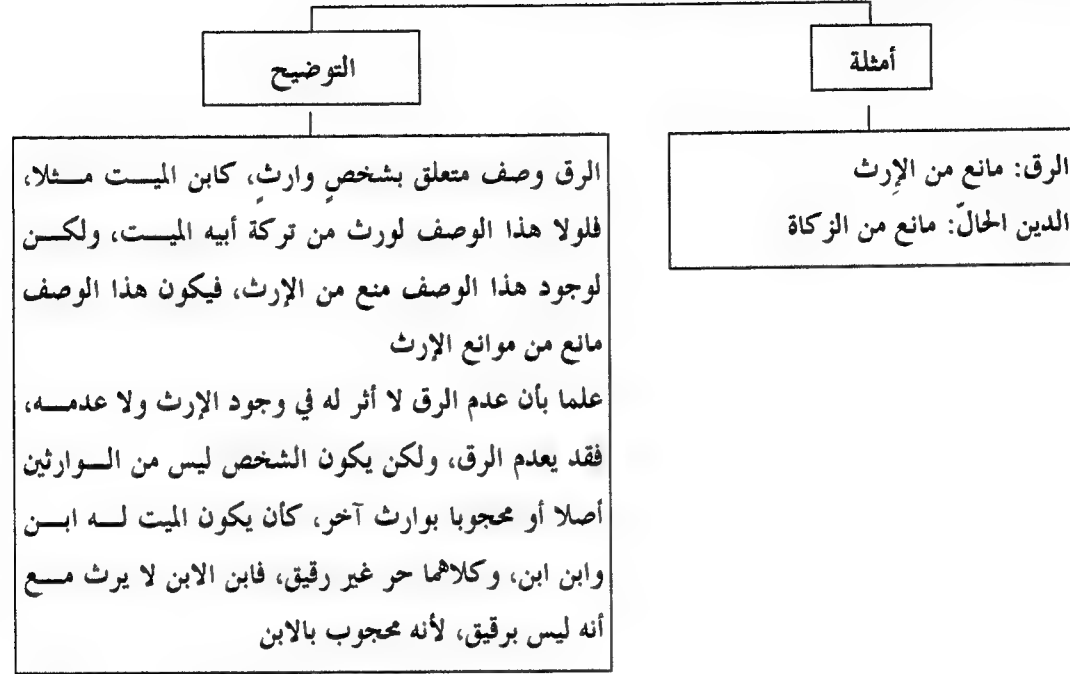 أمثلة
الرق: مانع من الإِرث
الدين الحالّ: مانع من الزكاة
التوضيح
الرق وصف متعلق بشخصٍ وارثٍ، كابن الميت مثلا،
فلولا هذا الوصف لورث من تركة أبيه الميت، ولكن
لوجود هذا الوصف منع من الإرث، فيكون هذا الوصف
مانع من موانع الإرث
علما بأن عدم الرق لا أثر له في وجود الإرث ولا عدمه،
فقد يعدم الرق، ولكن يكون الشخص ليس من الوارثين
أصلا أو محجوبا بوارث آخر، كأن يكون الميت له ابن
وابن ابن، وكلاهما حر غير رقيق، فابن الابن لا يرث مع
أنه ليس برقيق، لأنه محجوب بالابن